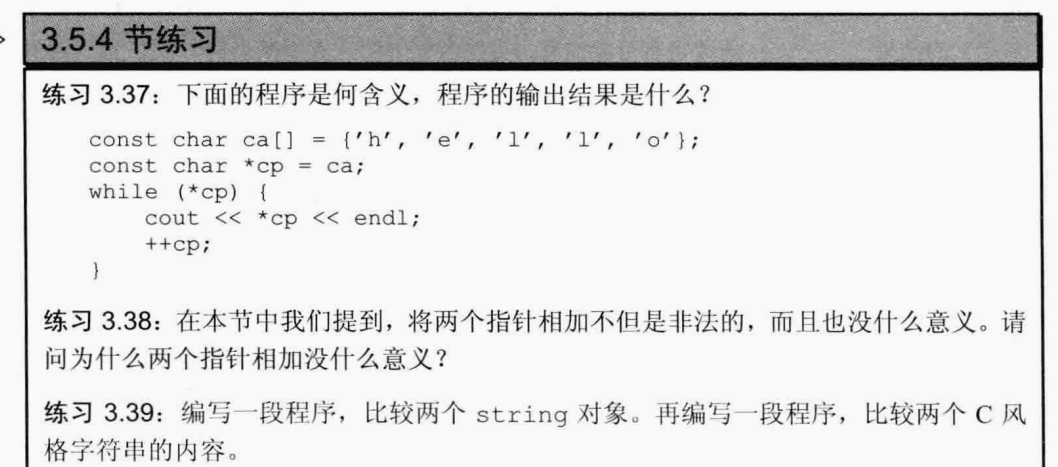 3.5.4 节练习
练习 3.37：下面的程序是何含义，程序的输出结果是什么？
const char ca[] = {'h', 'e', 'l', 'l', 'o'};
const char *cp = ca;
while (*cp) {
    cout << *cp << endl;
    ++cp;
}
练习 3.38：在本节中我们提到，将两个指针相加不但是非法的，而且也没什么意义。请
问为什么两个指针相加没什么意义？
练习 3.39：编写一段程序，比较两个 string 对象。再编写一段程序，比较两个 C 风
格字符串的内容。